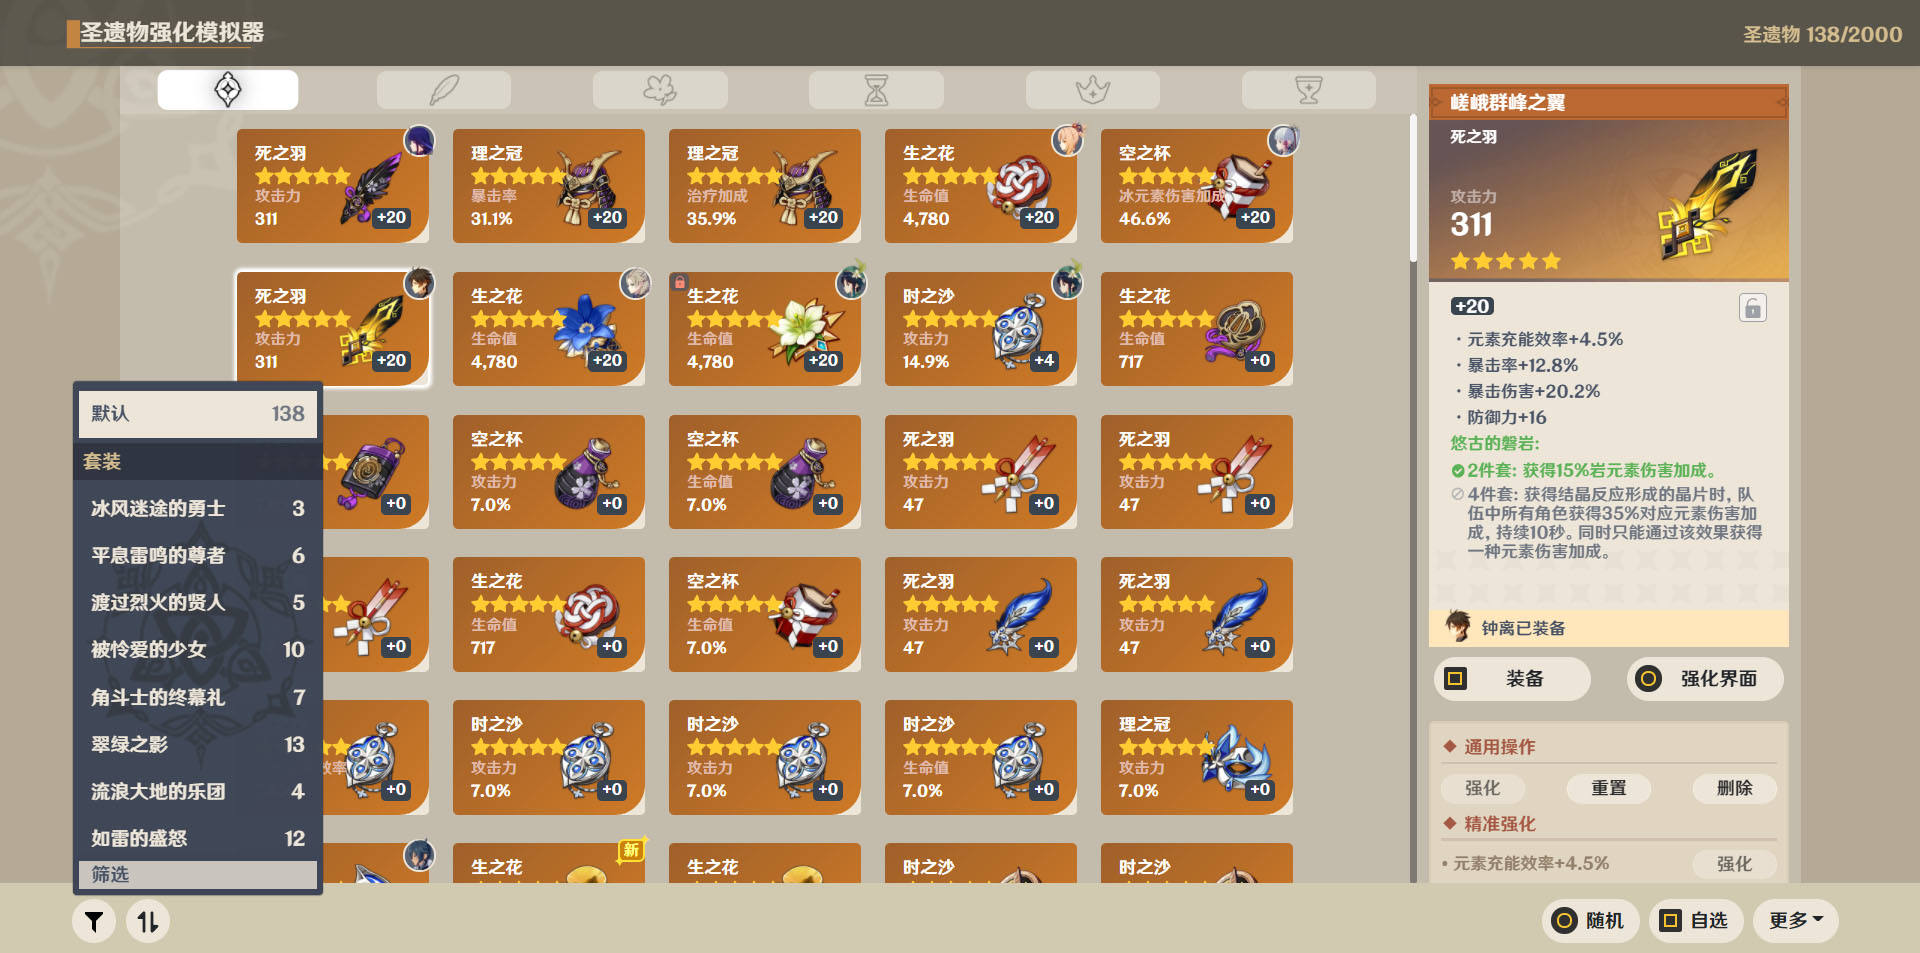 圣遗物强化模拟器
圣遗物 138/2000
死之羽
攻击力
311
+20
理之冠
暴击率
31.1%
+20
理之冠
治疗加成
35.9%
+20
生之花
生命值
4,780
+20
空之杯
冰元素伤害加成
46.6%
+20
死之羽
攻击力
311
+20
生之花
生命值
4,780
+20
生之花
生命值
4,780
+20
时之沙
攻击力
14.9%
+4
生之花
生命值
717
+0
+0
空之杯
攻击力
7.0%
+0
空之杯
生命值
7.0%
+0
死之羽
攻击力
47
+0
死之羽
攻击力
47
+0
+0
生之花
生命值
717
+0
空之杯
生命值
7.0%
+0
死之羽
攻击力
47
+0
死之羽
攻击力
47
+0
效率
+0
时之沙
攻击力
7.0%
+0
时之沙
攻击力
7.0%
+0
时之沙
生命值
7.0%
+0
理之冠
攻击力
7.0%
+0
生之花
新
生之花
时之沙
时之沙
默认 138
套装
冰风迷途的勇士 3
平息雷鸣的尊者 6
渡过烈火的贤人 5
被怜爱的少女 10
角斗士的终幕礼 7
翠绿之影 13
流浪大地的乐团 4
如雷的盛怒 12
筛选
嵯峨群峰之翼
死之羽
攻击力
311
+20
·元素充能效率+4.5%
·暴击率+12.8%
·暴击伤害+20.2%
·防御力+16
悠古的磐岩:
2件套: 获得15%岩元素伤害加成。
4件套: 获得结晶反应形成的晶片时, 队
伍中所有角色获得35%对应元素伤害加
成, 持续10秒。同时只能通过该效果获得
一种元素伤害加成。
钟离已装备
装备
强化界面
通用操作
强化 重置 删除
精准强化
•元素充能效率+4.5% 强化
随机
自选
更多